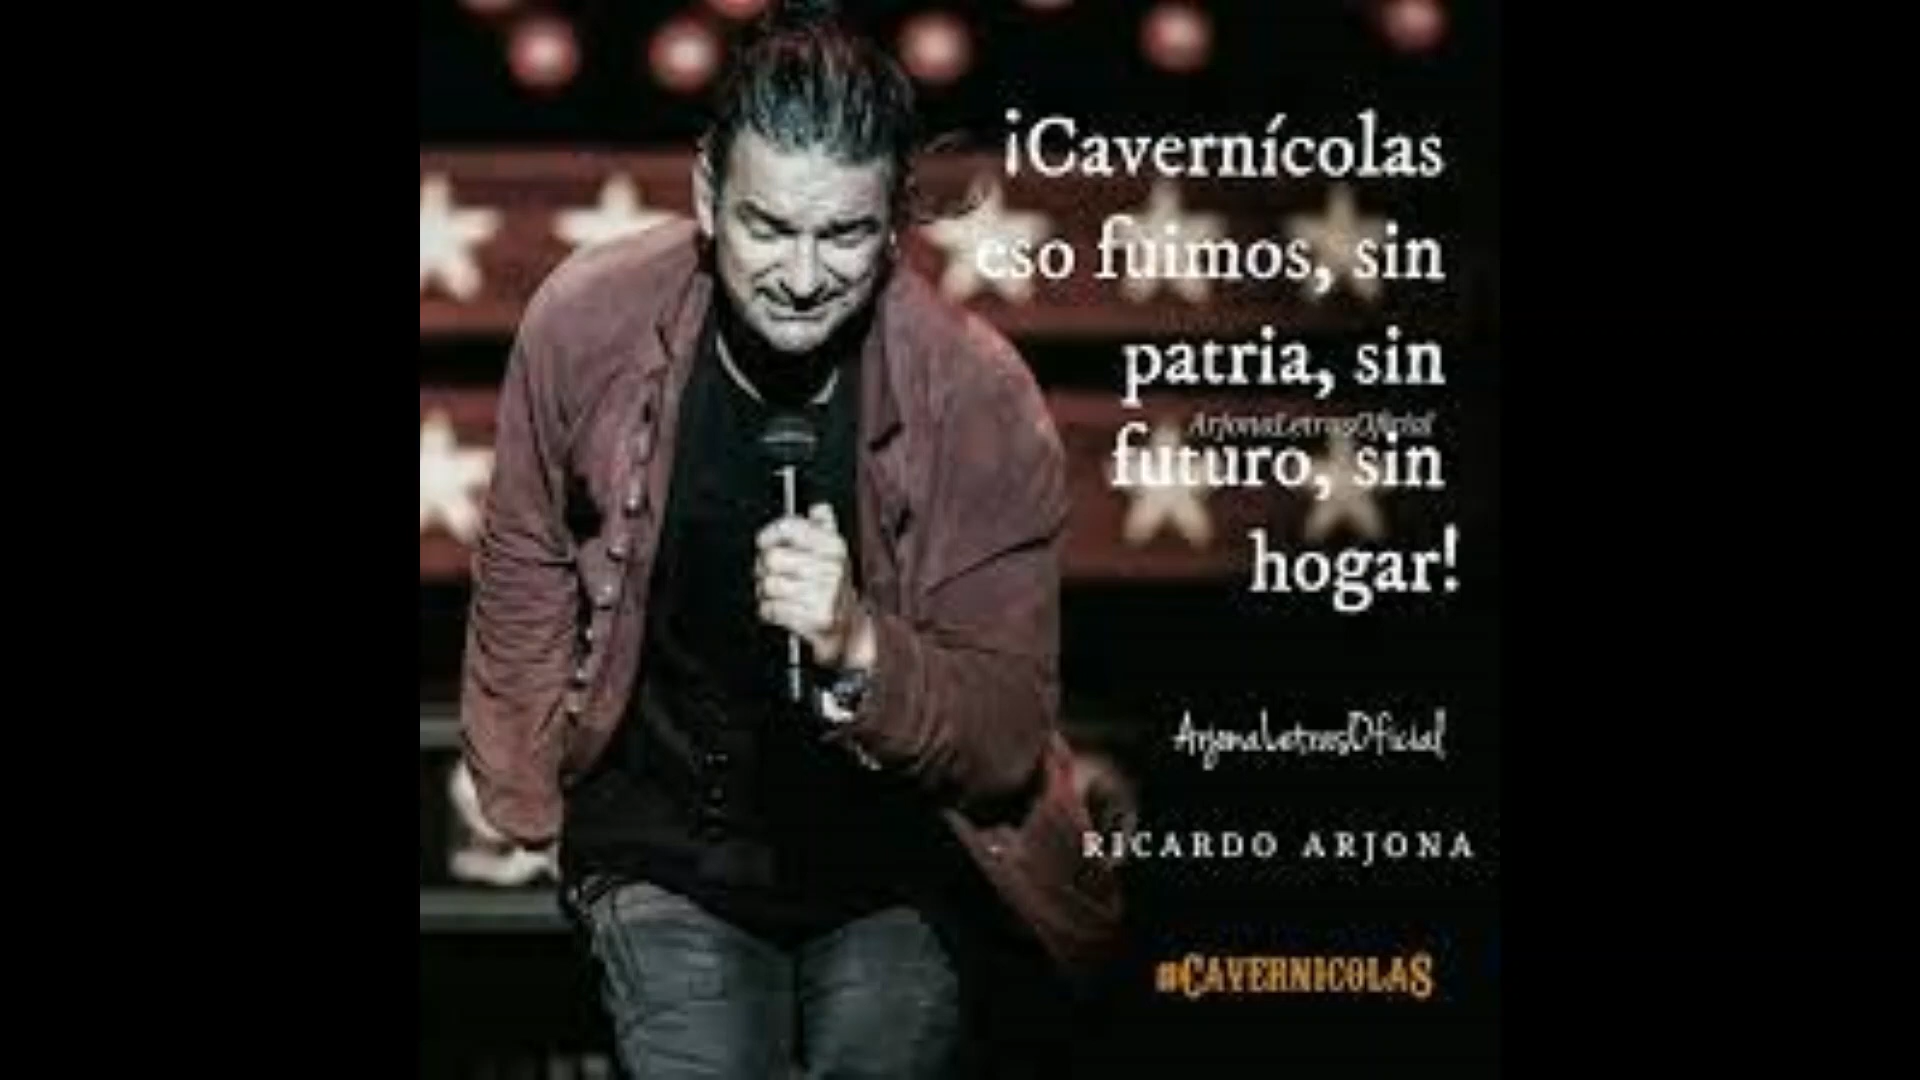 ¡Cavernícolas
eso fuimos, sin
patria, sin
ArjonaLetrasOficial
futuro, sin
hogar!
ArjonaLetrasOficial
RICARDO ARJONA
#CAVERNICOLAS